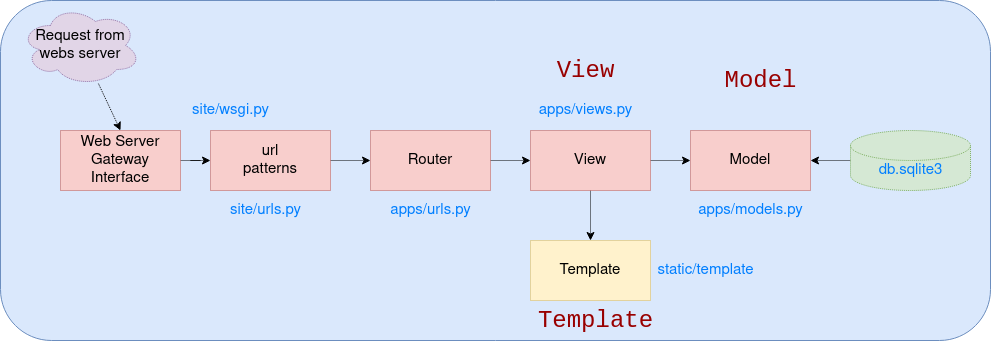 Request from
webs server
View
Model
site/wsgi.py
apps/views.py
Web Server
Gateway
Interface
url
patterns
Router
View
Model
db.sqlite3
site/urls.py
apps/urls.py
apps/models.py
Template
static/template
Template